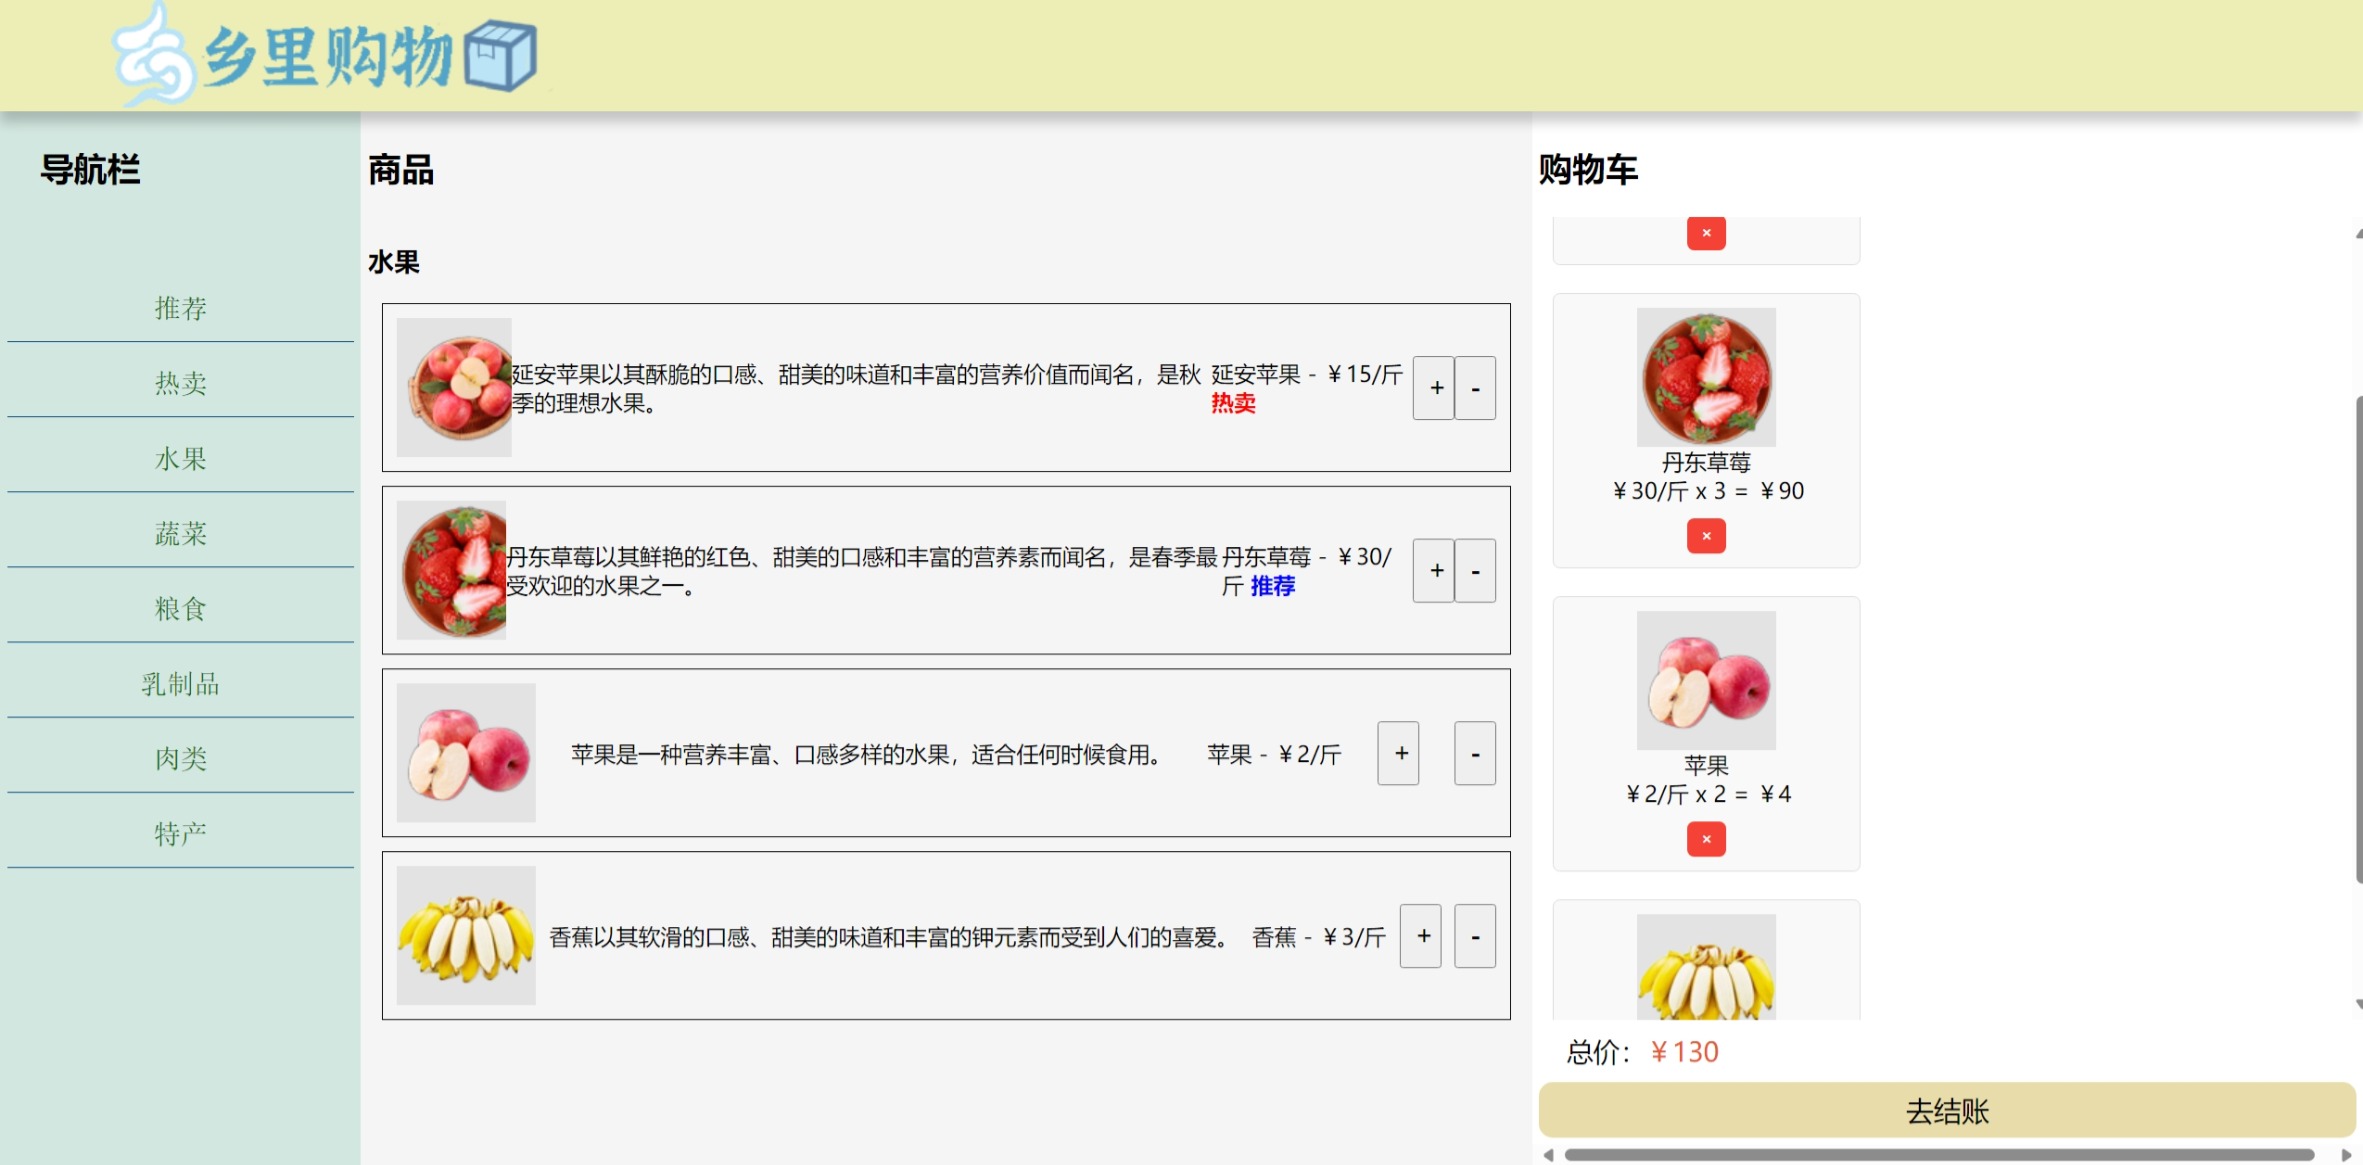 乡里购物
导航栏
推荐
热卖
水果
蔬菜
粮食
乳制品
肉类
特产
商品
水果
延安苹果以其酥脆的口感、甜美的味道和丰富的营养价值而闻名，是秋
季的理想水果。
延安苹果 - ￥15/斤
热卖
+
-
丹东草莓以其鲜艳的红色、甜美的口感和丰富的营养素而闻名，是春季最
受欢迎的水果之一。
丹东草莓 - ￥30/
斤 推荐
+
-
苹果是一种营养丰富、口感多样的水果，适合任何时候食用。
苹果 - ￥2/斤
+
-
香蕉以其软滑的口感、甜美的味道和丰富的钾元素而受到人们的喜爱。
香蕉 - ￥3/斤
+
-
购物车
×
丹东草莓
￥30/斤 x 3 = ￥90
×
苹果
￥2/斤 x 2 = ￥4
×
总价：￥130
去结账